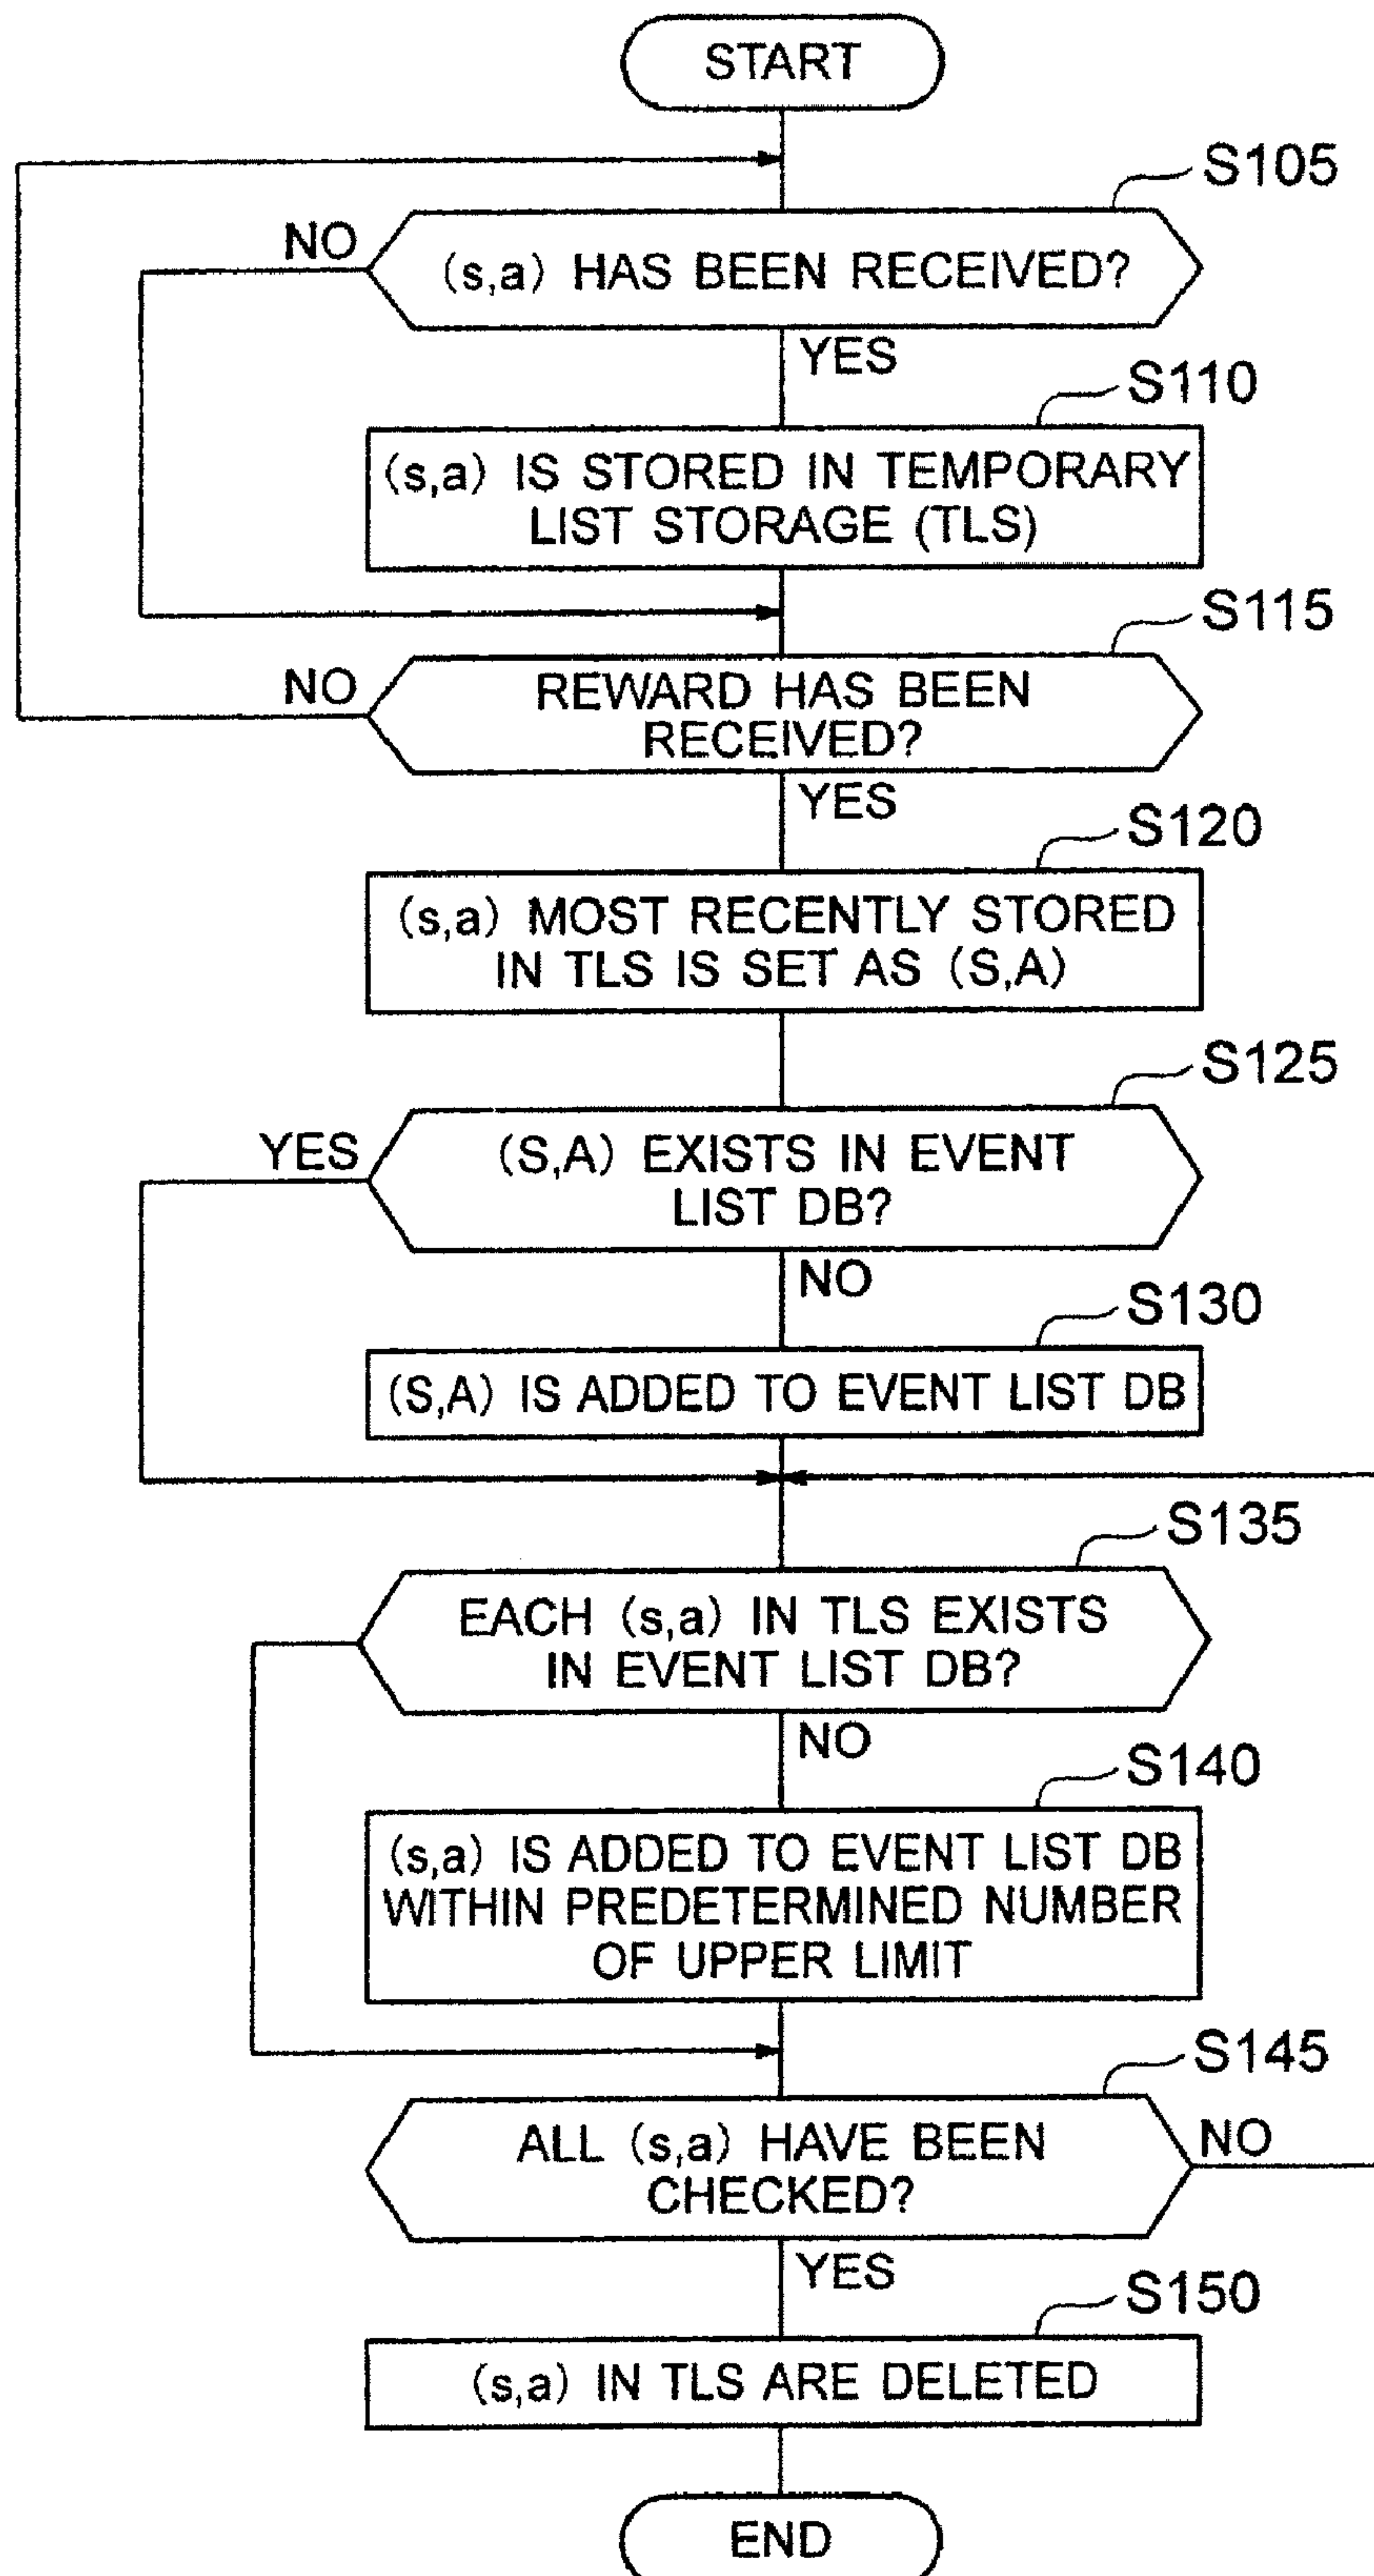 START
S105
NO
(s,a) HAS BEEN RECEIVED?
YES
S110
(s,a) IS STORED IN TEMPORARY
LIST STORAGE (TLS)
S115
NO
REWARD HAS BEEN
RECEIVED?
YES
S120
(s,a) MOST RECENTLY STORED
IN TLS IS SET AS (S,A)
S125
YES
(S,A) EXISTS IN EVENT
LIST DB?
NO
S130
(S,A) IS ADDED TO EVENT LIST DB
S135
EACH (s,a) IN TLS EXISTS
IN EVENT LIST DB?
NO
S140
(s,a) IS ADDED TO EVENT LIST DB
WITHIN PREDETERMINED NUMBER
OF UPPER LIMIT
S145
ALL (s,a) HAVE BEEN
CHECKED?
NO
YES
S150
(s,a) IN TLS ARE DELETED
END